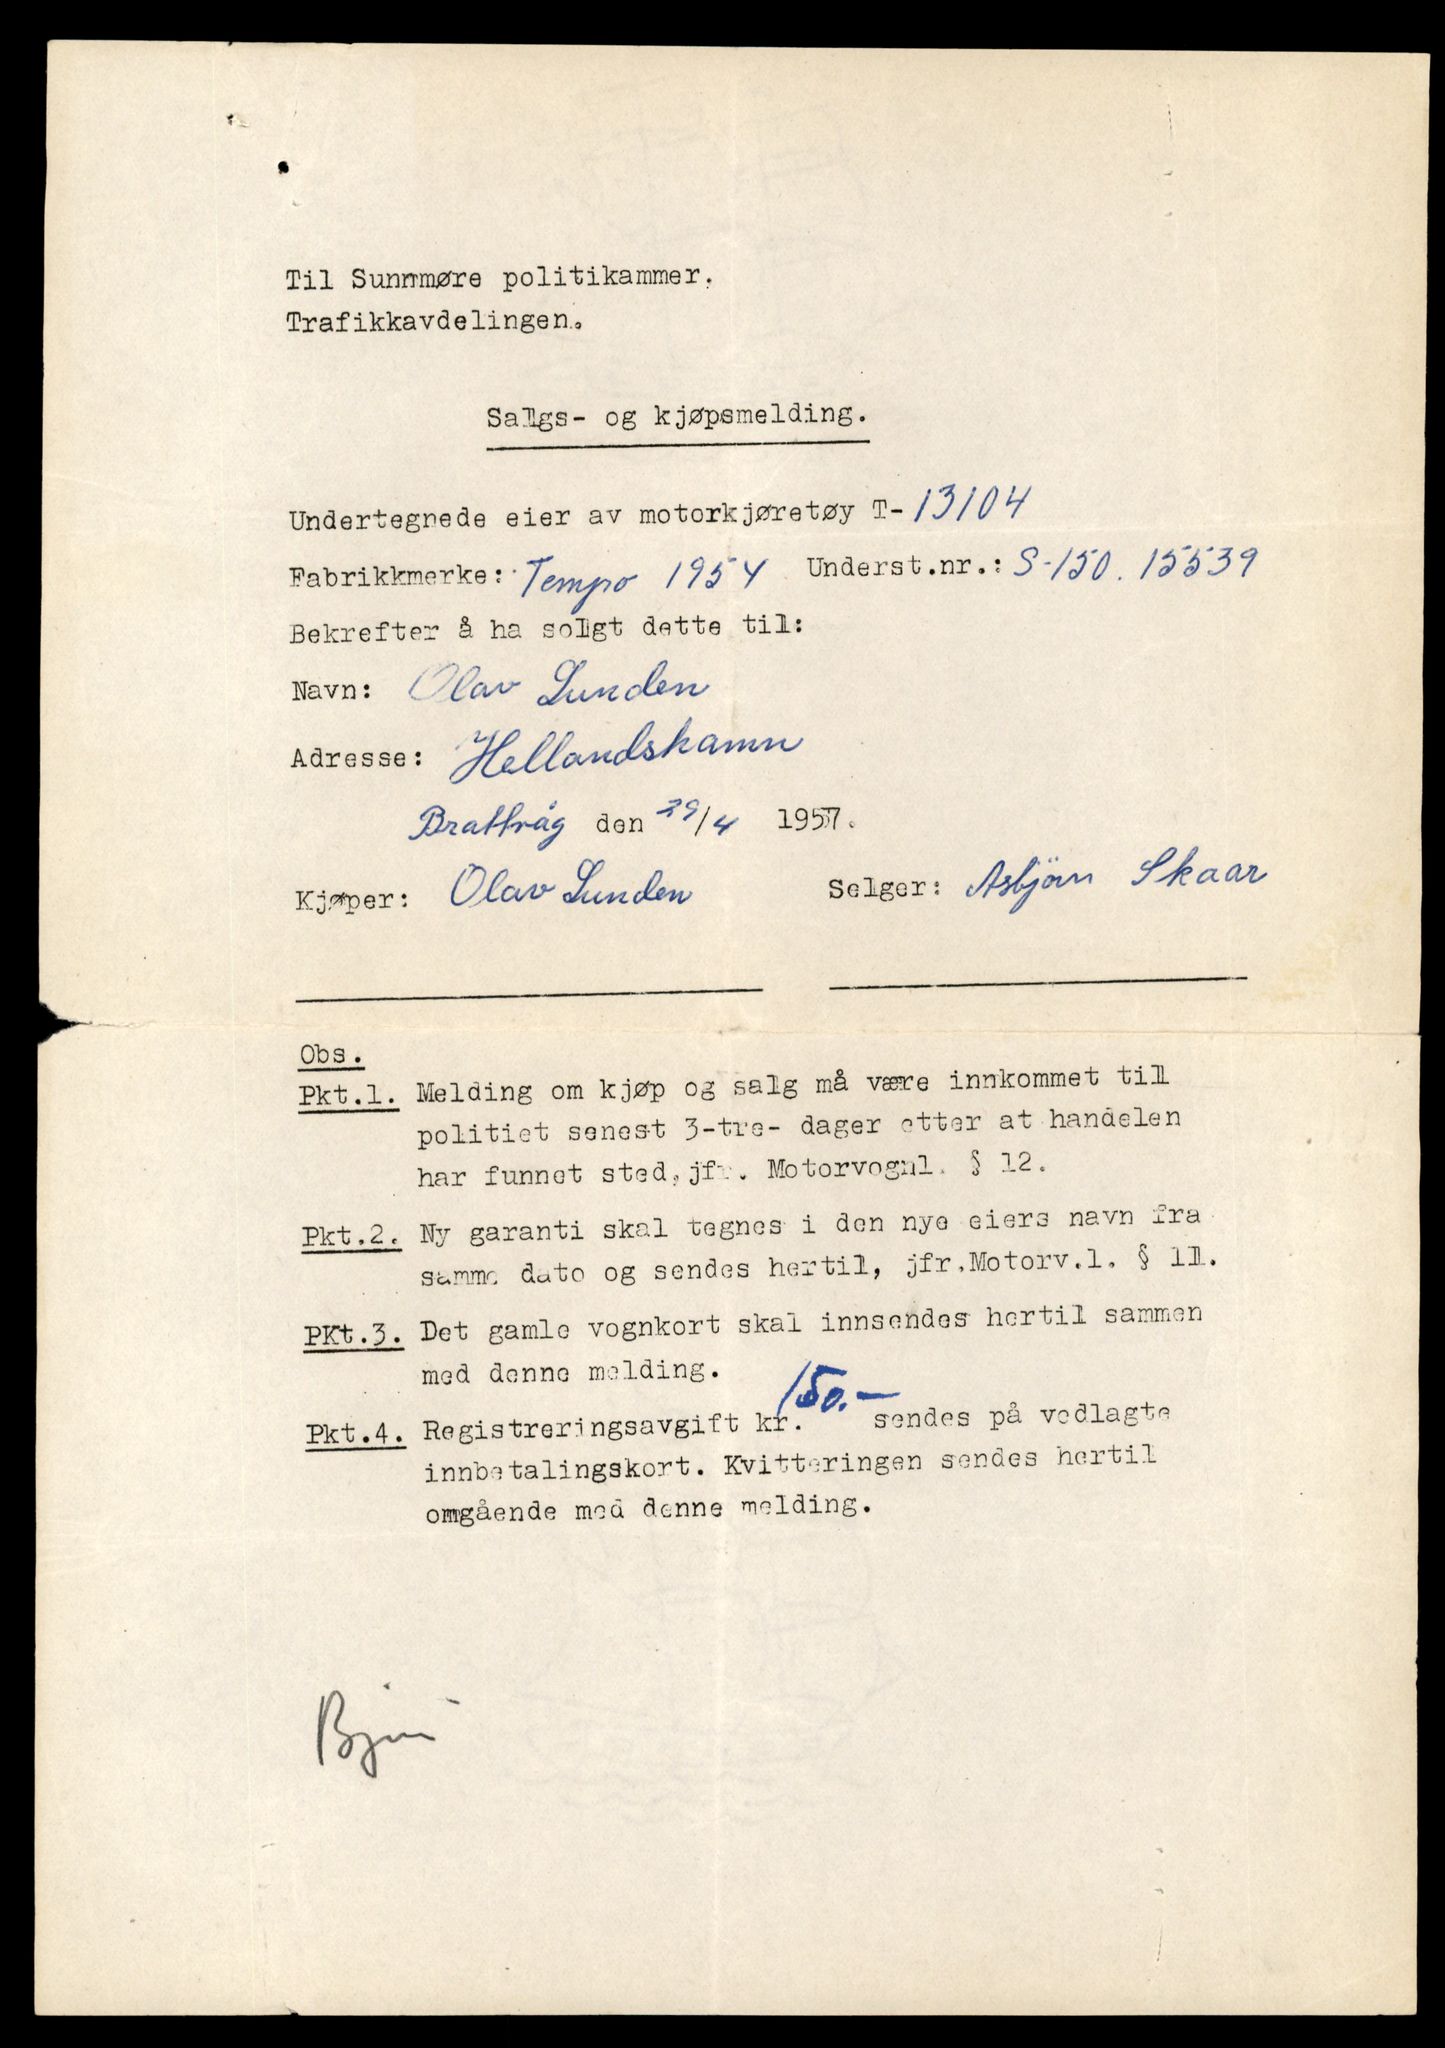 Til Sunnmøre politikammer.
Trafikkavdelingen.
Salgs- og kjøpsmelding.
Undertegnede eier av motorkjøretøy T- 13104
Fabrikkmerke: Tempo 1954 Underst.nr.: S-150. 15539
Bekrefter å ha solgt dette til:
Navn: Olav Lunden
Adresse: Hellandshamn
Brattvåg den 29/4 1957.
Kjøper: Olav Lunden Selger: Asbjörn Skaar
Obs.
Pkt.1. Melding om kjøp og salg må være innkommet till
politiet senest 3-tre- dager etter at handelen
har funnet sted, jfr. Motorvognl. § 12.
Pkt.2. Ny garanti skal tegnes i den nye eiers navn fra
samme dato og sendes hertil, jfr.Motorv.l. § 11.
PKt.3. Det gamle vognkort skal innsendes hertil sammen
med denne melding.
Pkt.4. Registreringsavgift kr. 150.- sendes på vedlagte
innbetalingskort. Kvitteringen sendes hertil
omgående med denne melding.